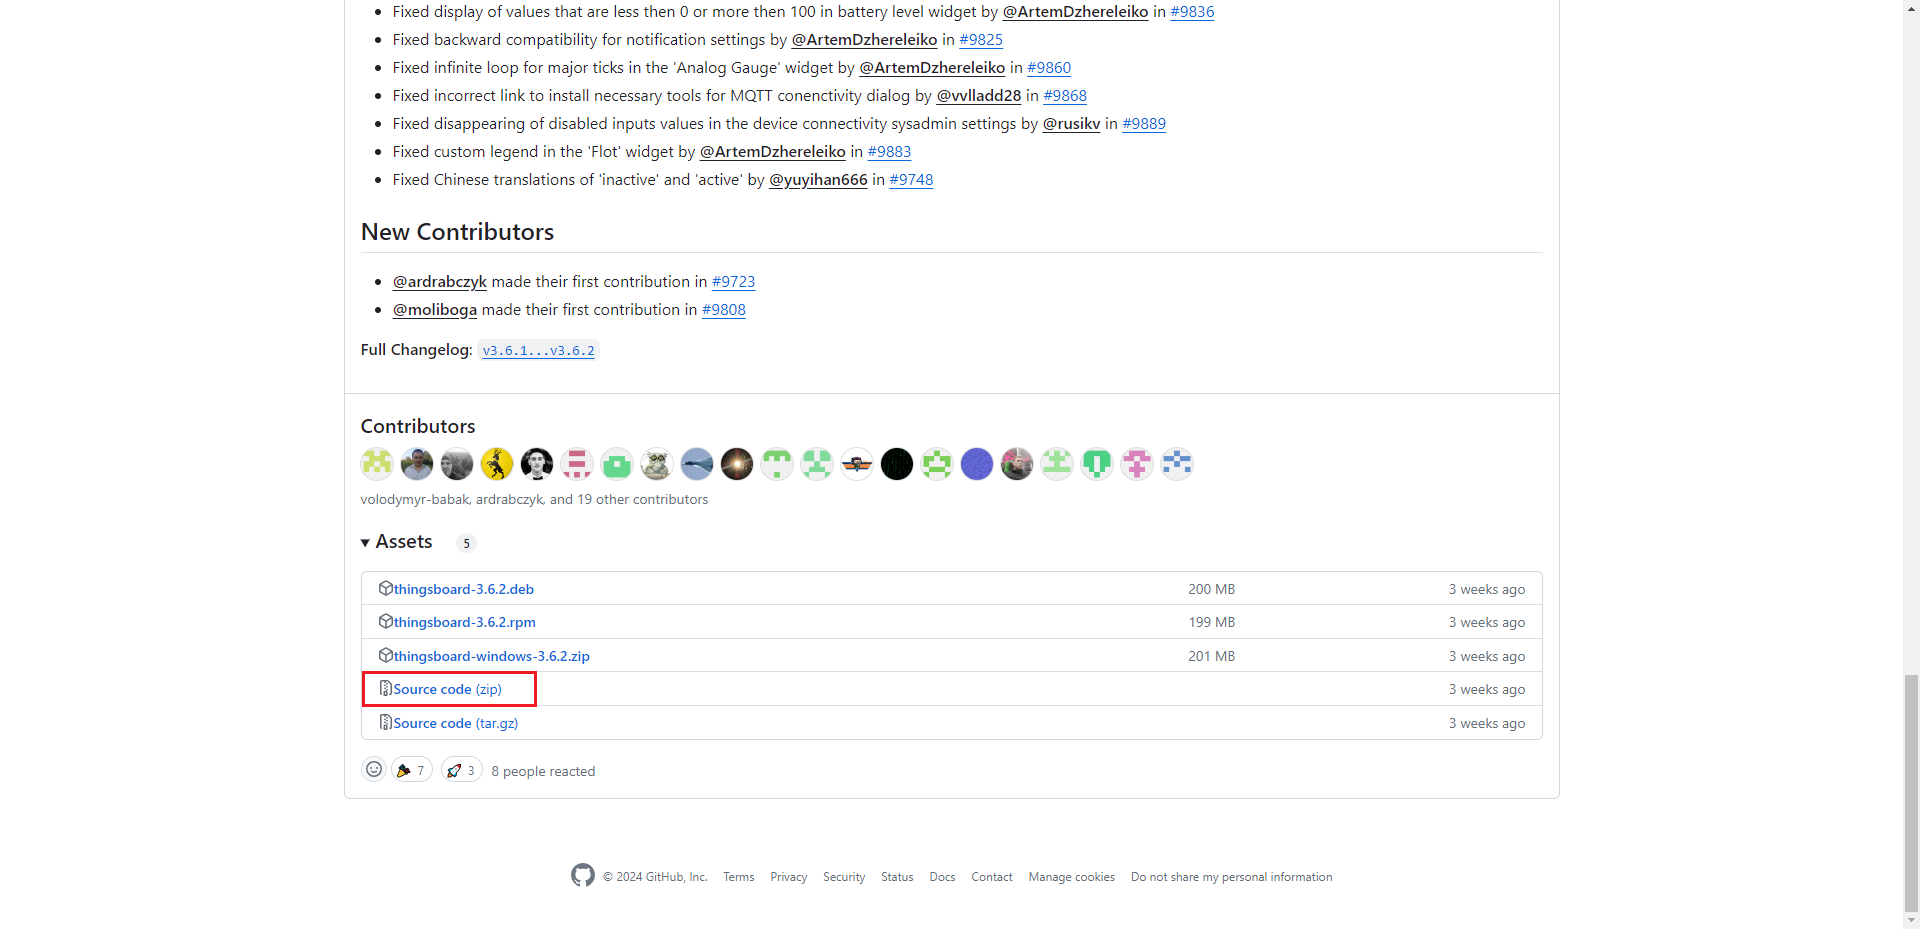 Fixed display of values that are less then 0 or more then 100 in battery level widget by @ArtemDzhereleiko in #9836
Fixed backward compatibility for notification settings by @ArtemDzhereleiko in #9825
Fixed infinite loop for major ticks in the 'Analog Gauge' widget by @ArtemDzhereleiko in #9860
Fixed incorrect link to install necessary tools for MQTT conenctivity dialog by @vvlladd28 in #9868
Fixed disappearing of disabled inputs values in the device connectivity sysadmin settings by @rusikv in #9889
Fixed custom legend in the 'Flot' widget by @ArtemDzhereleiko in #9883
Fixed Chinese translations of 'inactive' and 'active' by @yuyihan666 in #9748
New Contributors
@ardrabczyk made their first contribution in #9723
@moliboga made their first contribution in #9808
Full Changelog: v3.6.1...v3.6.2
Contributors
volodymyr-babak, ardrabczyk, and 19 other contributors
Assets 5
thingsboard-3.6.2.deb 200 MB 3 weeks ago
thingsboard-3.6.2.rpm 199 MB 3 weeks ago
thingsboard-windows-3.6.2.zip 201 MB 3 weeks ago
Source code (zip) 3 weeks ago
Source code (tar.gz) 3 weeks ago
7 3 8 people reacted
© 2024 GitHub, Inc. Terms Privacy Security Status Docs Contact Manage cookies Do not share my personal information